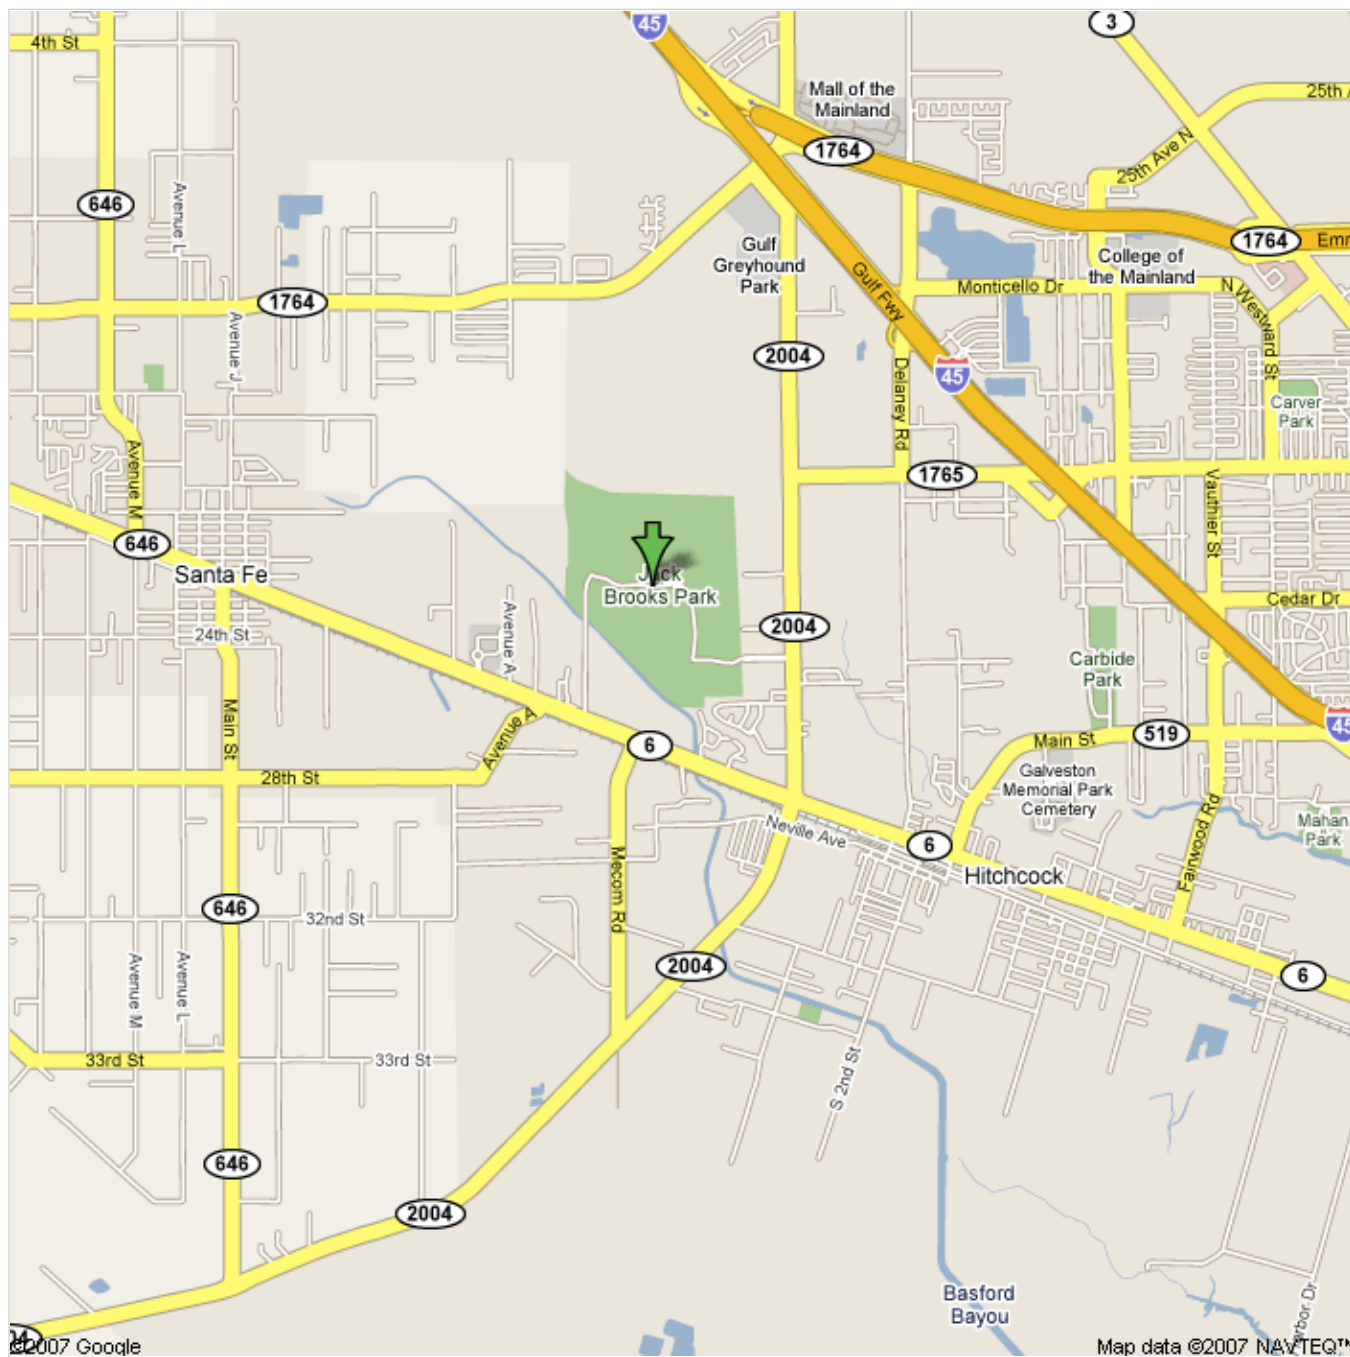 45
3
4th St
Mall of the
Mainland
25th A
1764
25th Ave N
646
Avenue L
1764
Emm
Gulf
Greyhound
Park
College of
the Mainland
Gulf Fwy
Monticello Dr
N Westward St
1764
Avenue J
2004
45
Delaney Rd
Carver
Park
Avenue M
1765
Vauthier St
646
Santa Fe
Jack
Brooks Park
Cedar Dr
24th St
Avenue A
2004
Carbide
Park
Main St
Avenue A
6
Main St
519
45
28th St
Galveston
Memorial Park
Cemetery
Neville Ave
6
Fairwood Rd
Mahan
Park
Mecom Rd
Hitchcock
646
32nd St
2004
6
Avenue M
Avenue L
33rd St
33rd St
S 2nd St
646
2004
Basford
Bayou
arbor Dr
04
©2007 Google
Map data ©2007 NAVTEQ™